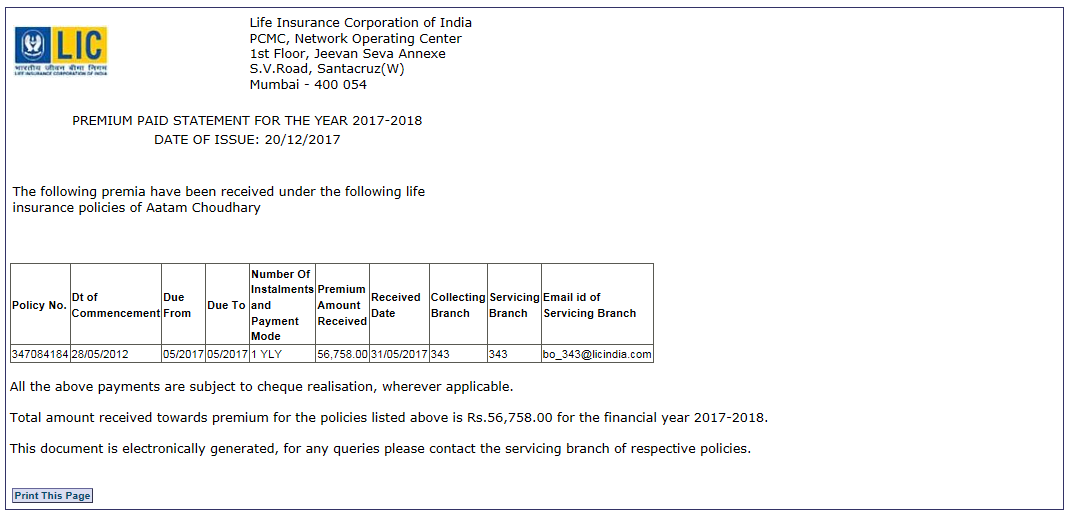 LIC
भारतीय जीवन बीमा निगम
LIFE INSURANCE CORPORATION OF INDIA
Life Insurance Corporation of India
PCMC, Network Operating Center
1st Floor, Jeevan Seva Annexe
S.V.Road, Santacruz(W)
Mumbai - 400 054
PREMIUM PAID STATEMENT FOR THE YEAR 2017-2018
DATE OF ISSUE: 20/12/2017
The following premia have been received under the following life
insurance policies of Aatam Choudhary
Policy No. Dt of Commencement Due From Due To Number Of Instalments and Payment Mode Premium Amount Received Received Date Collecting Branch Servicing Branch Email id of Servicing Branch
347084184 28/05/2012 05/2017 05/2017 1 YLY 56,758.00 31/05/2017 343 343 bo_343@licindia.com
All the above payments are subject to cheque realisation, wherever applicable.
Total amount received towards premium for the policies listed above is Rs.56,758.00 for the financial year 2017-2018.
This document is electronically generated, for any queries please contact the servicing branch of respective policies.
Print This Page